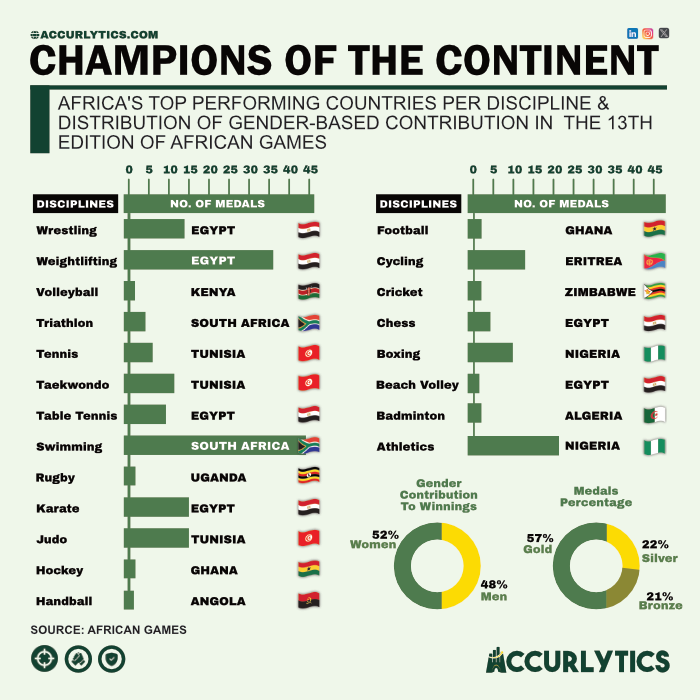 ACCURLYTICS.COM
CHAMPIONS OF THE CONTINENT
AFRICA'S TOP PERFORMING COUNTRIES PER DISCIPLINE &
DISTRIBUTION OF GENDER-BASED CONTRIBUTION IN THE 13TH
EDITION OF AFRICAN GAMES
0 5 10 15 20 25 30 35 40 45
DISCIPLINES NO. OF MEDALS
Wrestling EGYPT
Weightlifting EGYPT
Volleyball KENYA
Triathlon SOUTH AFRICA
Tennis TUNISIA
Taekwondo TUNISIA
Table Tennis EGYPT
Swimming SOUTH AFRICA
Rugby UGANDA
Karate EGYPT
Judo TUNISIA
Hockey GHANA
Handball ANGOLA
0 5 10 15 20 25 30 35 40 45
DISCIPLINES NO. OF MEDALS
Football GHANA
Cycling ERITREA
Cricket ZIMBABWE
Chess EGYPT
Boxing NIGERIA
Beach Volley EGYPT
Badminton ALGERIA
Athletics NIGERIA
Gender
Contribution
To Winnings
52%
Women
48%
Men
Medals
Percentage
57%
Gold
22%
Silver
21%
Bronze
SOURCE: AFRICAN GAMES
ACCURLYTICS